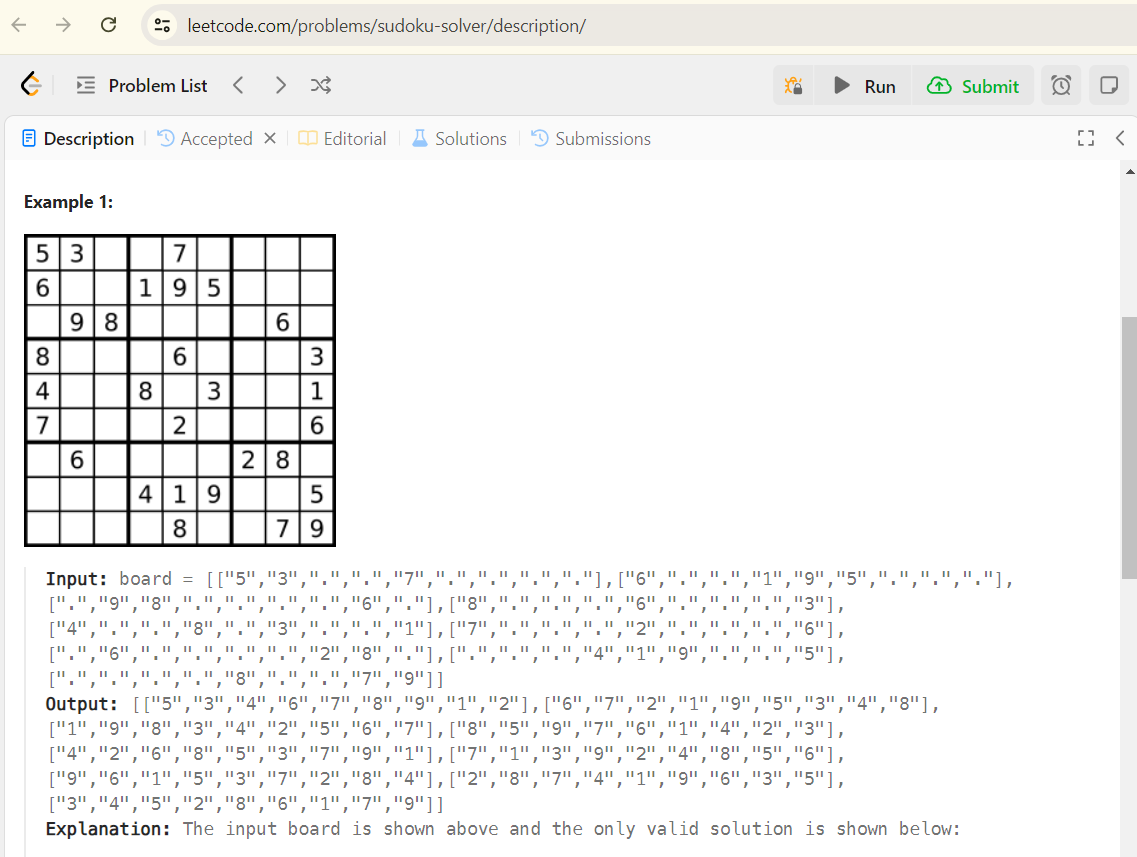 leetcode.com/problems/sudoku-solver/description/
Problem List Run Submit
Description Accepted Editorial Solutions Submissions
Example 1:
5 3 7
6 1 9 5
9 8 6
8 6 3
4 8 3 1
7 2 6
6 2 8
4 1 9 5
8 7 9
Input: board = [["5","3",".",".","7",".",".",".","."],["6",".",".","1","9","5",".",".","."],
[".","9","8",".",".",".",".","6","."],["8",".",".",".","6",".",".",".","3"],
["4",".",".","8",".","3",".",".","1"],["7",".",".",".","2",".",".",".","6"],
[".","6",".",".",".",".","2","8","."],[".",".",".","4","1","9",".",".","5"],
[".",".",".",".","8",".",".","7","9"]]
Output: [["5","3","4","6","7","8","9","1","2"],["6","7","2","1","9","5","3","4","8"],
["1","9","8","3","4","2","5","6","7"],["8","5","9","7","6","1","4","2","3"],
["4","2","6","8","5","3","7","9","1"],["7","1","3","9","2","4","8","5","6"],
["9","6","1","5","3","7","2","8","4"],["2","8","7","4","1","9","6","3","5"],
["3","4","5","2","8","6","1","7","9"]]
Explanation: The input board is shown above and the only valid solution is shown below: